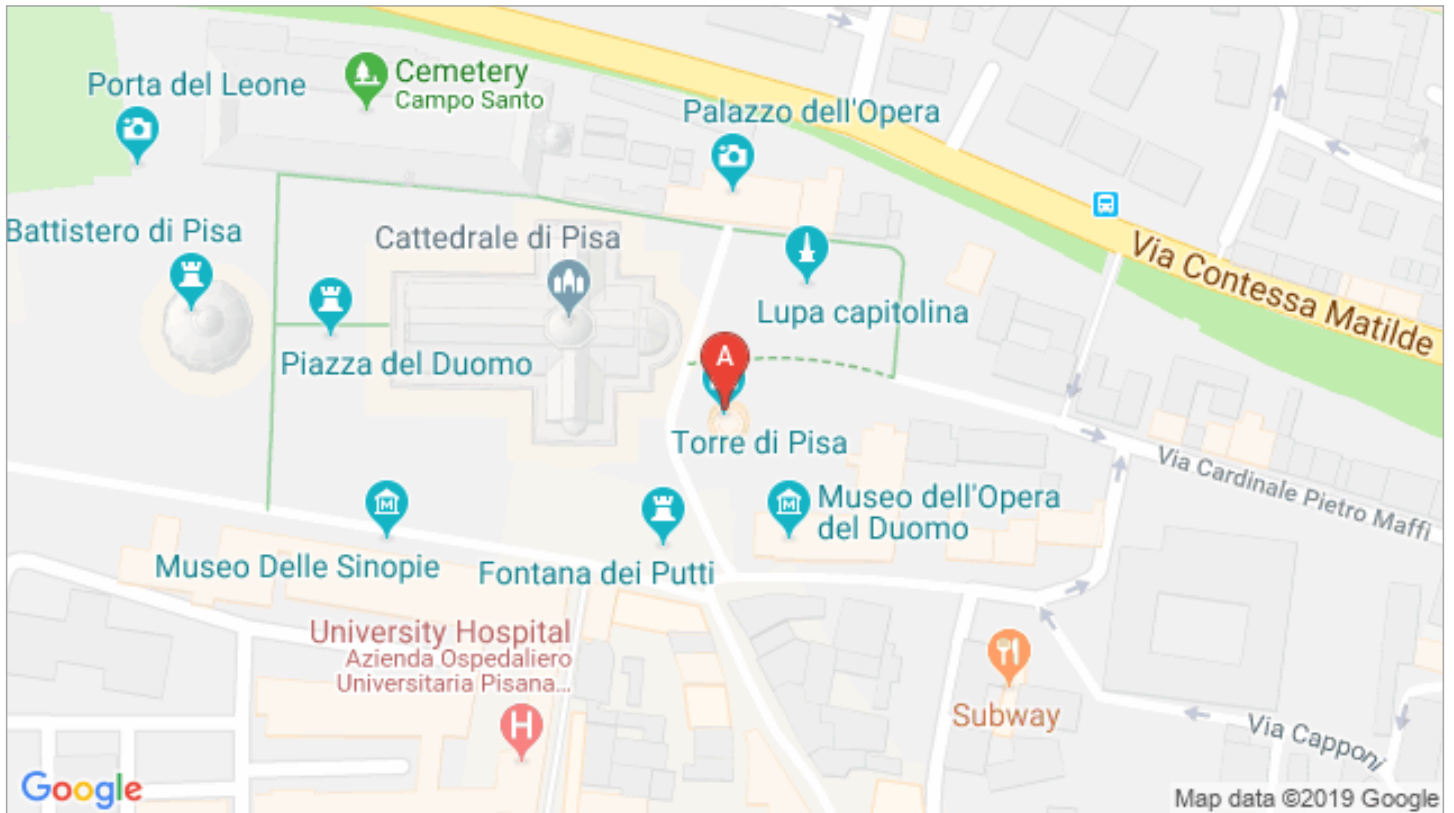 Cemetery
Campo Santo
Porta del Leone
Palazzo dell'Opera
Battistero di Pisa
Cattedrale di Pisa
Via Contessa Matilde
Lupa capitolina
Piazza del Duomo
A
Torre di Pisa
Via Cardinale Pietro Maffi
Museo dell'Opera
del Duomo
Museo Delle Sinopie
Fontana dei Putti
University Hospital
Azienda Ospedaliero
Universitaria Pisana...
H
Subway
Via Capponi
Google
Map data ©2019 Google